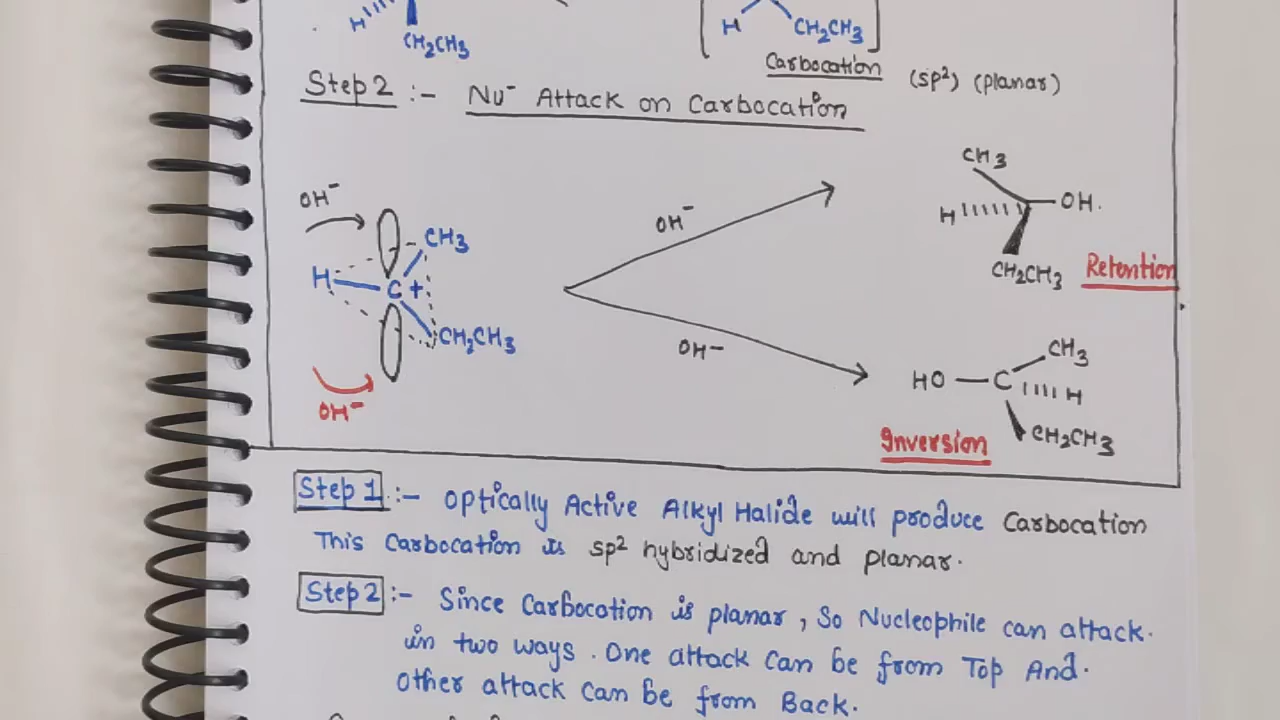 H
CH2CH3
H
CH2CH3
Carbocation (sp²) (planar)
Step 2 :- Nu⁻ Attack on Carbocation
OH⁻
CH3
H
C +
CH2CH3
OH⁻
OH⁻
OH-
CH3
H
OH.
CH2CH3
Retention
HO
C
CH3
H
CH2CH3
Inversion
Step 1 :- Optically Active Alkyl Halide will produce Carbocation
This Carbocation is sp² hybridized and planar.
Step 2 :- Since Carbocation is planar, So Nucleophile can attack.
in two ways. One attack can be from Top And.
other attack can be from Back.